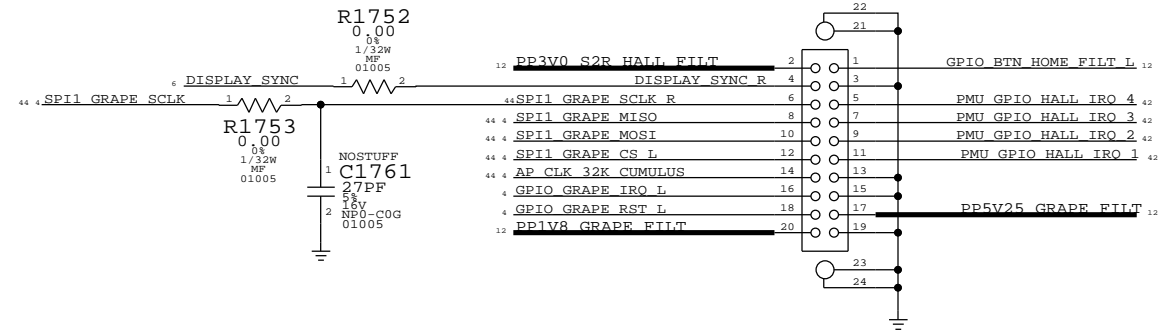 R1752
0.00
0%
1/32W
MF
01005
22
21
12 PP3V0_S2R_HALL_FILT 2 1 GPIO_BTN_HOME_FILT_L 12
6 DISPLAY_SYNC 1 2 DISPLAY_SYNC_R 4 3
44 4 SPI1_GRAPE_SCLK 1 2 44 SPI1_GRAPE_SCLK_R 6 5 PMU_GPIO_HALL_IRQ_4 42
R1753
0.00
0%
1/32W
MF
01005
44 4 SPI1_GRAPE_MISO 8 7 PMU_GPIO_HALL_IRQ_3 42
44 4 SPI1_GRAPE_MOSI 10 9 PMU_GPIO_HALL_IRQ_2 42
44 4 SPI1_GRAPE_CS_L 12 11 PMU_GPIO_HALL_IRQ_1 42
44 4 AP_CLK_32K_CUMULUS 14 13
4 GPIO_GRAPE_IRQ_L 16 15
4 GPIO_GRAPE_RST_L 18 17 PP5V25_GRAPE_FILT 12
12 PP1V8_GRAPE_FILT 20 19
NOSTUFF
1 C1761
27PF
5%
16V
2 NP0-C0G
01005
23
24